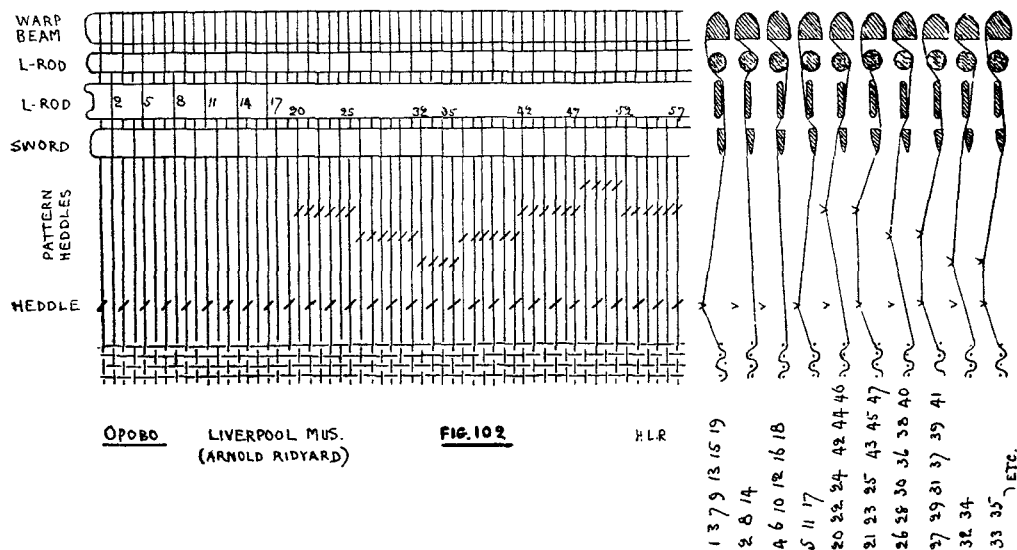 WARP
BEAM
L-ROD
L-ROD
2 5 8 11 14 17 20 25 32 35 42 47 52 57
SWORD
PATTERN
HEDDLES
HEDDLE
OPOBO LIVERPOOL MUS. FIG. 102 H.L.R
(ARNOLD RIDYARD)
1 3 7 9 13 15 19
2 8 14
4 6 10 12 16 18
5 11 17
20 22 24 42 44 46
21 23 25 43 45 47
26 28 30 36 38 40
27 29 31 37 39 41
32 34
33 35
ETC.